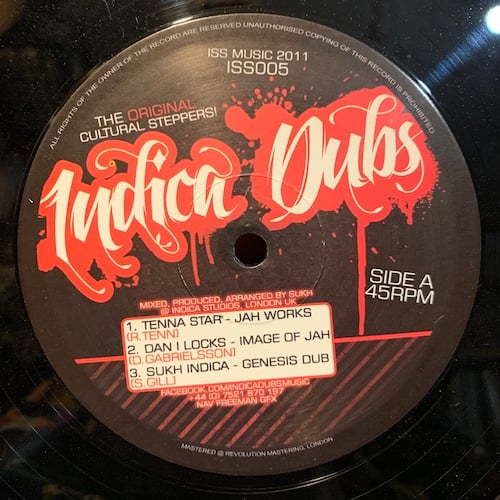 ALL RIGHTS OF THE OWNER OF THE RECORD ARE RESERVED UNAUTHORISED COPYING OF THIS RECORD IS PROHIBITED
ISS MUSIC 2011
ISS005
THE ORIGINAL
CULTURAL STEPPERS!
Indica Dubs
SIDE A
45RPM
MIXED, PRODUCED, ARRANGED BY SUKH
@ INDICA STUDIOS, LONDON UK
1. TENNA STAR - JAH WORKS
(R.TENN)
2. DAN I LOCKS - IMAGE OF JAH
(D.GABRIELSSON)
3. SUKH INDICA - GENESIS DUB
(S.GILL)
FACEBOOK.COM/INDICADUBSMUSIC
+44 (0) 7521 870 197
NAV FREEMAN GFX
MASTERED @ REVOLUTION MASTERING, LONDON